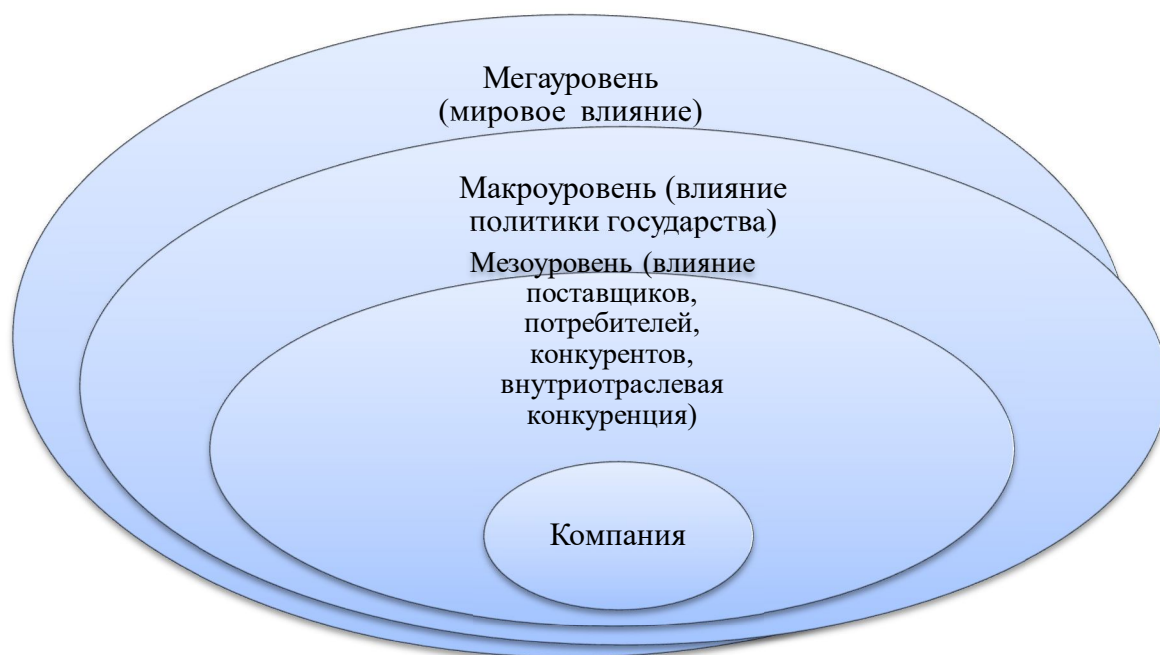 Мегауровень
(мировое влияние)
Макроуровень (влияние
политики государства)
Мезоуровень (влияние
поставщиков,
потребителей,
конкурентов,
внутриотраслевая
конкуренция)
Компания